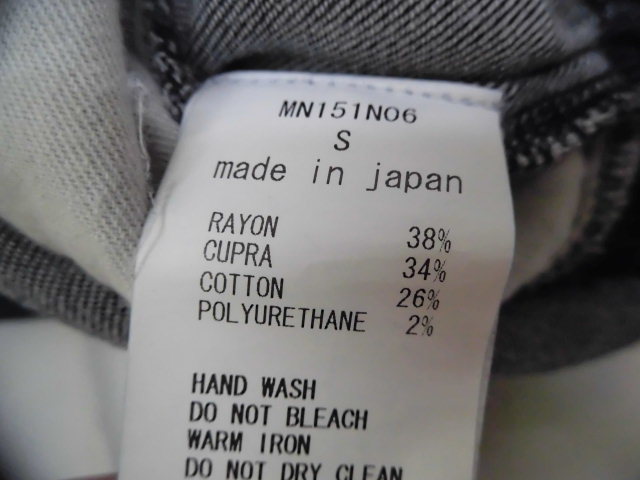 MN151N06
S
made in japan
RAYON 38%
CUPRA 34%
COTTON 26%
POLYURETHANE 2%
HAND WASH
DO NOT BLEACH
WARM IRON
DO NOT DRY CLEAN